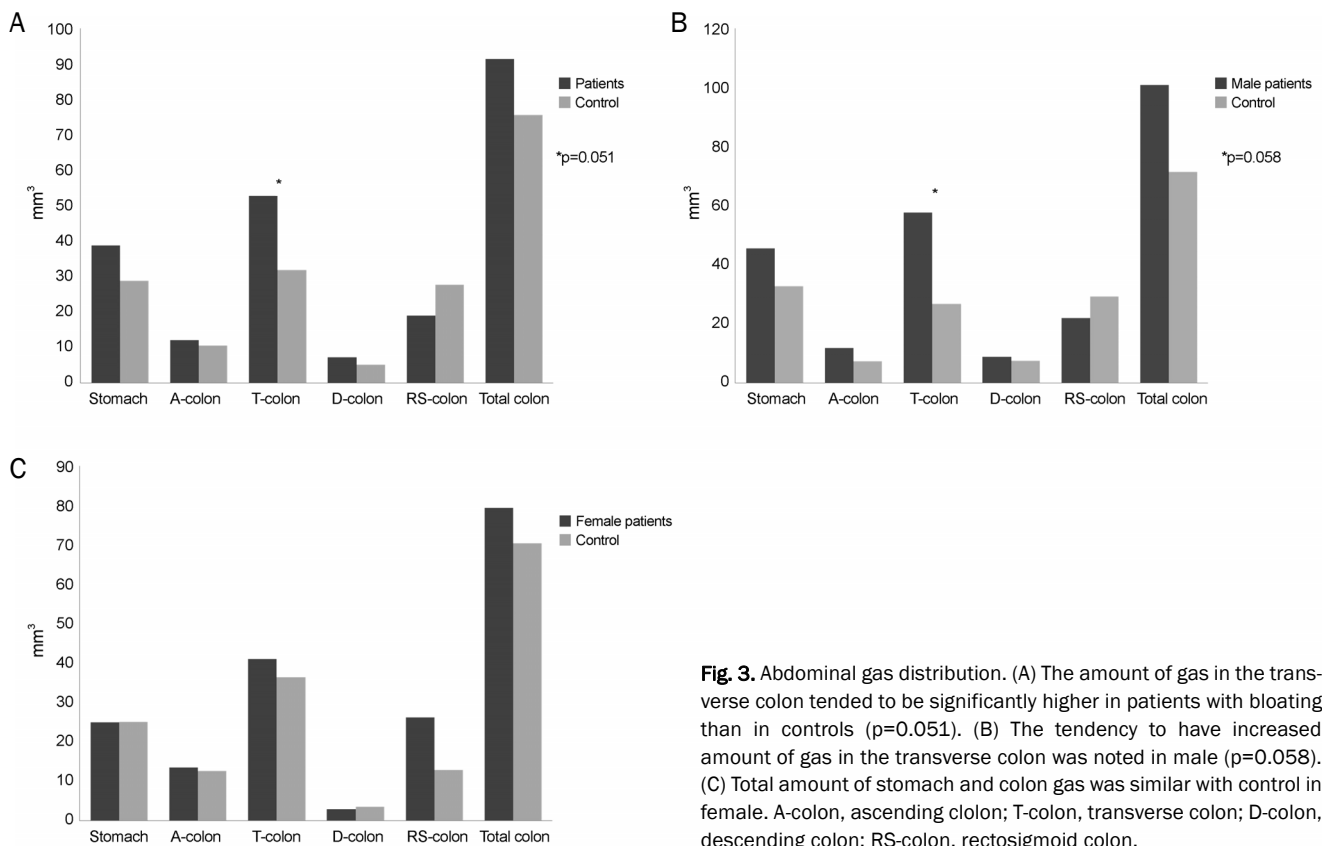 A
100
90
80
70
60
50
40
30
20
10
0
mm³
Patients
Control
*p=0.051
*
Stomach A-colon T-colon D-colon RS-colon Total colon
B
120
100
80
60
40
20
0
mm³
Male patients
Control
*p=0.058
*
Stomach A-colon T-colon D-colon RS-colon Total colon
C
90
80
70
60
50
40
30
20
10
0
mm³
Female patients
Control
Stomach A-colon T-colon D-colon RS-colon Total colon
Fig. 3. Abdominal gas distribution. (A) The amount of gas in the trans-
verse colon tended to be significantly higher in patients with bloating
than in controls (p=0.051). (B) The tendency to have increased
amount of gas in the transverse colon was noted in male (p=0.058).
(C) Total amount of stomach and colon gas was similar with control in
female. A-colon, ascending clolon; T-colon, transverse colon; D-colon,
descending colon; RS-colon, rectosigmoid colon.